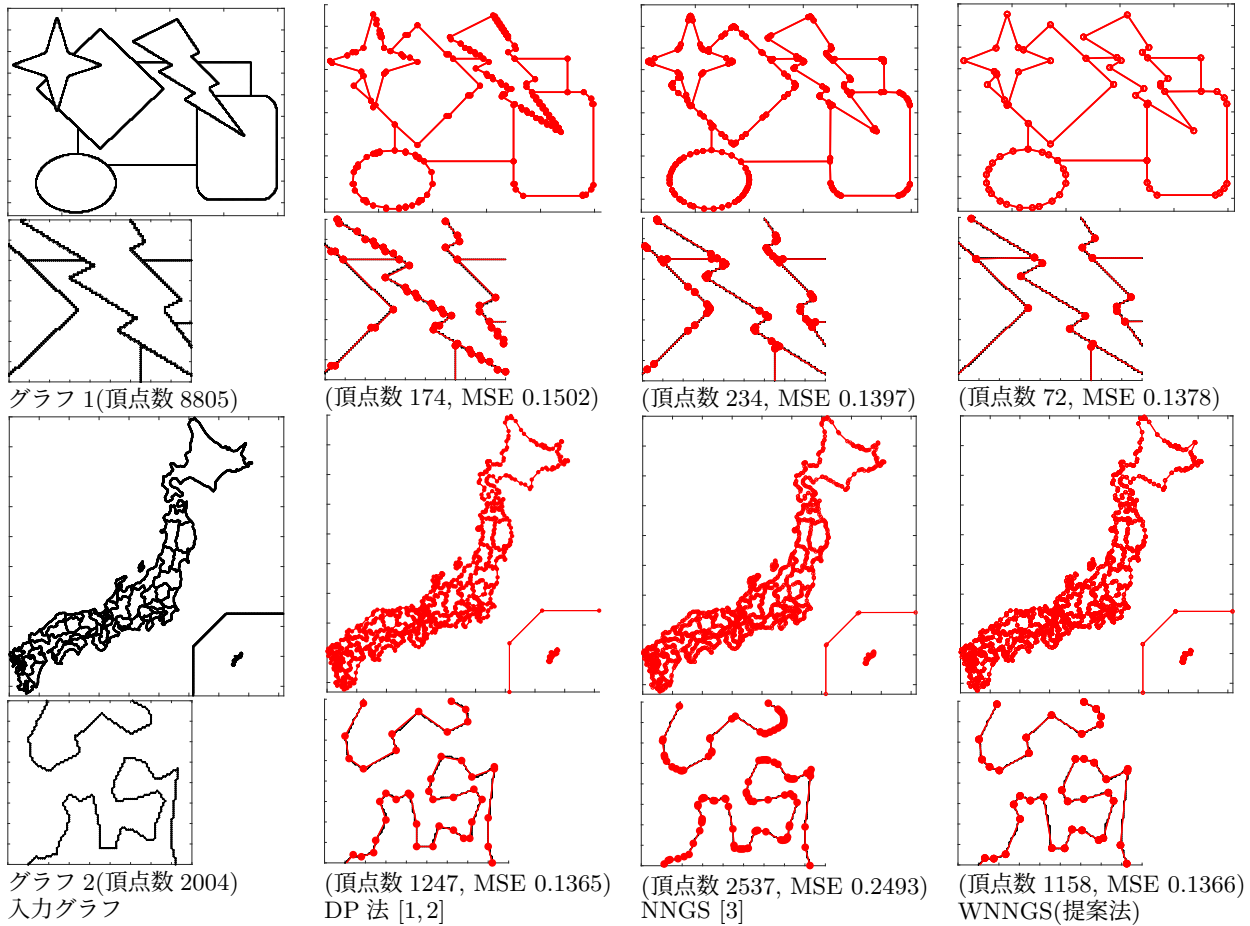 グラフ 1(頂点数 8805)
(頂点数 174, MSE 0.1502)
(頂点数 234, MSE 0.1397)
(頂点数 72, MSE 0.1378)
グラフ 2(頂点数 2004)
入力グラフ
(頂点数 1247, MSE 0.1365)
DP 法 [1, 2]
(頂点数 2537, MSE 0.2493)
NNGS [3]
(頂点数 1158, MSE 0.1366)
WNNGS(提案法)